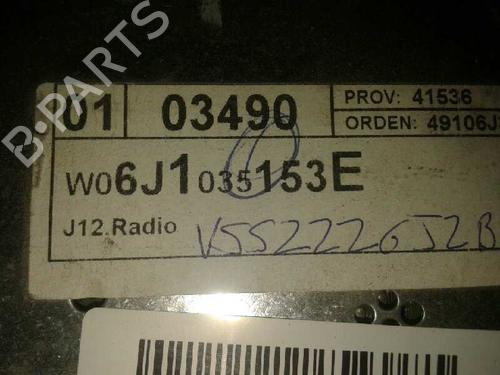 B-PARTS
01 03490 PROV: 41536
ORDEN: 49106J
W06J1035153E
J12.Radio VSS2226J2B